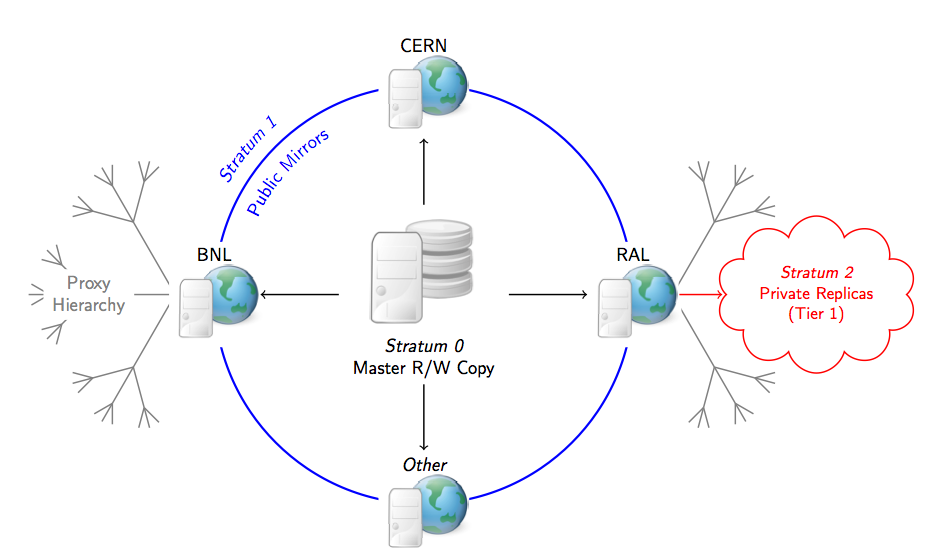 CERN
Stratum 1
Public Mirrors
BNL
RAL
Proxy
Hierarchy
Stratum 2
Private Replicas
(Tier 1)
Stratum 0
Master R/W Copy
Other